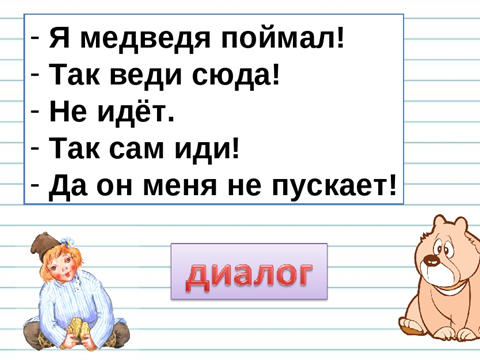 - Я медведя поймал!
- Так веди сюда!
- Не идёт.
- Так сам иди!
- Да он меня не пускает!
диалог